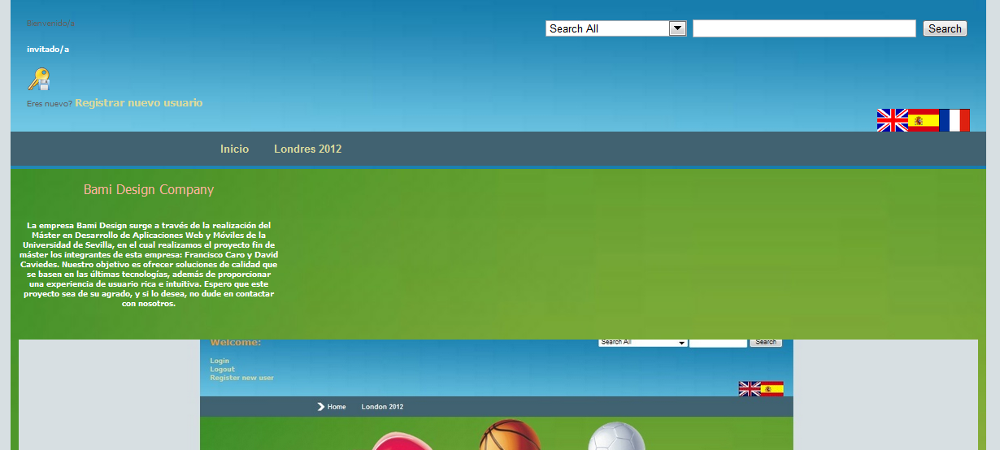 Bienvenido/a
Search All
Search
invitado/a
Eres nuevo? Registrar nuevo usuario
Inicio
Londres 2012
Bami Design Company
La empresa Bami Design surge a través de la realización del
Máster en Desarrollo de Aplicaciones Web y Móviles de la
Universidad de Sevilla, en el cual realizamos el proyecto fin de
máster los integrantes de esta empresa: Francisco Caro y David
Caviedes. Nuestro objetivo es ofrecer soluciones de calidad que
se basen en las últimas tecnologías, además de proporcionar
una experiencia de usuario rica e intuitiva. Espero que este
proyecto sea de su agrado, y si lo desea, no dude en contactar
con nosotros.
Welcome:
Search All
Search
Login
Logout
Register new user
Home
London 2012